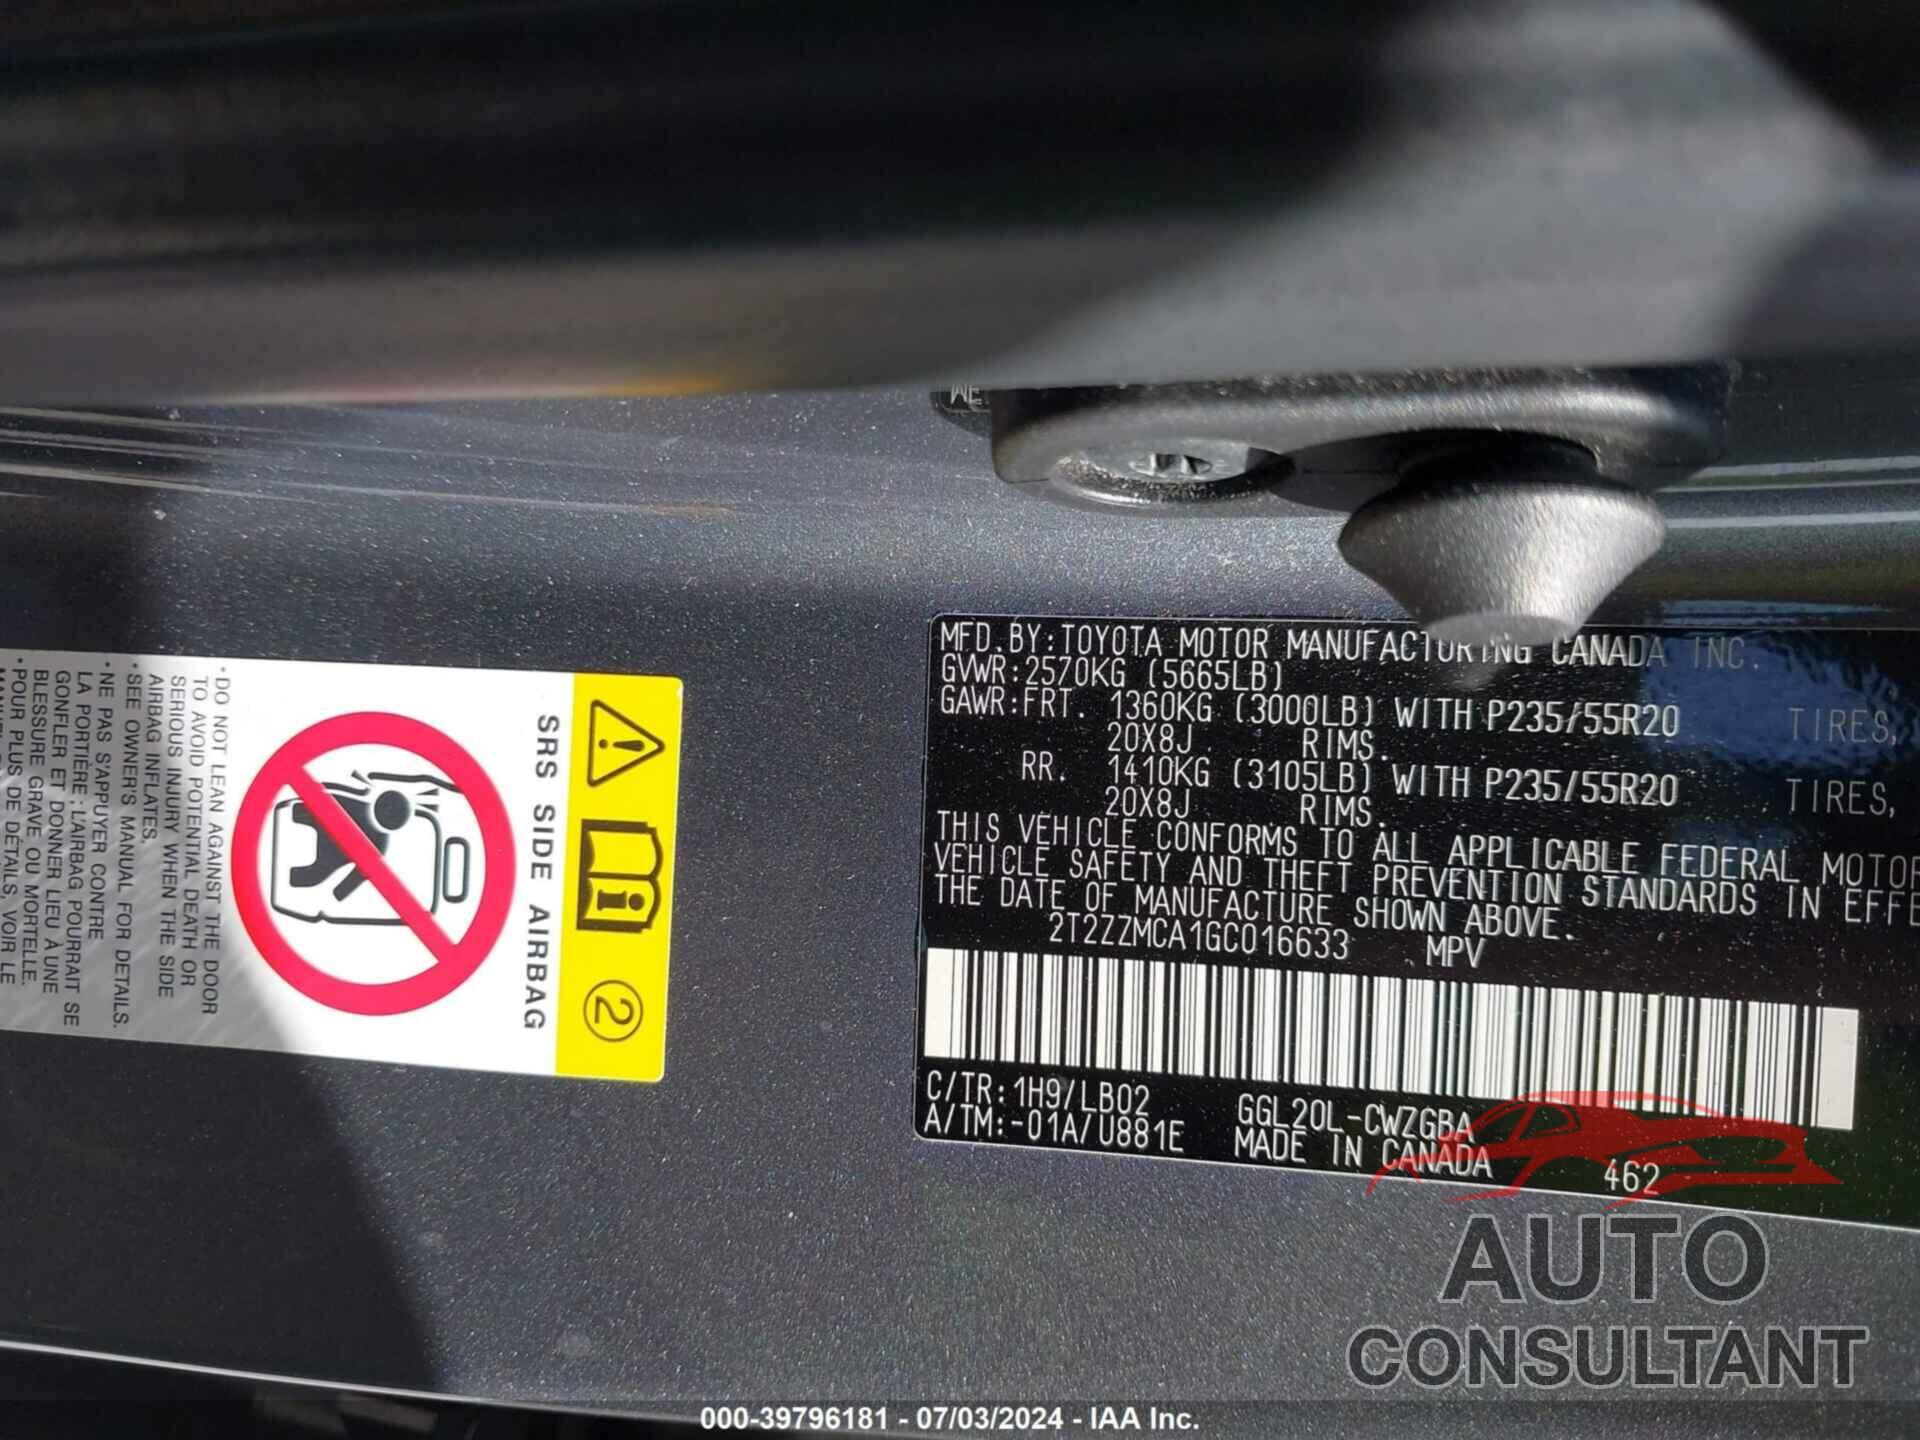 ME
MFD.BY:TOYOTA MOTOR MANUFACTURING CANADA INC.
GVWR:2570KG (5665LB)
GAWR:FRT. 1360KG (3000LB) WITH P235/55R20 TIRES,
20X8J RIMS.
RR. 1410KG (3105LB) WITH P235/55R20 TIRES,
20X8J RIMS.
THIS VEHICLE CONFORMS TO ALL APPLICABLE FEDERAL MOTOR
VEHICLE SAFETY AND THEFT PREVENTION STANDARDS IN EFFE
THE DATE OF MANUFACTURE SHOWN ABOVE.
2T2ZZMCA1GC016633 MPV
C/TR:1H9/LB02 GGL20L-CWZGBA
A/TM:-01A/U881E MADE IN CANADA 462
2
SRS SIDE AIRBAG
•DO NOT LEAN AGAINST THE DOOR
TO AVOID POTENTIAL DEATH OR
SERIOUS INJURY WHEN THE SIDE
AIRBAG INFLATES.
•SEE OWNER'S MANUAL FOR DETAILS.
•NE PAS S'APPUYER CONTRE
LA PORTIÈRE : L'AIRBAG POURRAIT SE
GONFLER ET DONNER LIEU À UNE
BLESSURE GRAVE OU MORTELLE.
•POUR PLUS DE DÉTAILS, VOIR LE
AUTO
CONSULTANT
000-39796181 - 07/03/2024 - IAA Inc.